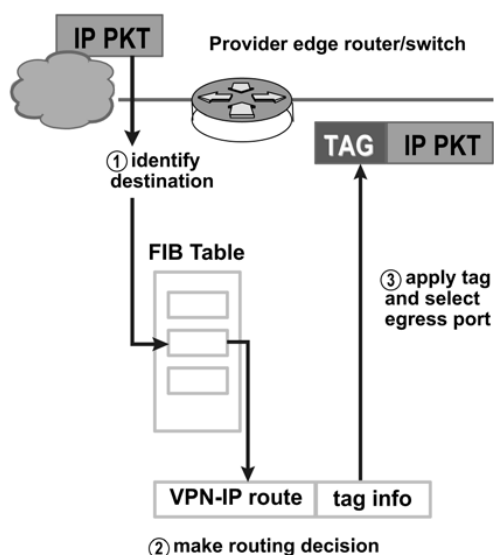 IP PKT
Provider edge router/switch
TAG IP PKT
① identify
destination
FIB Table
③ apply tag
and select
egress port
VPN-IP route tag info
② make routing decision